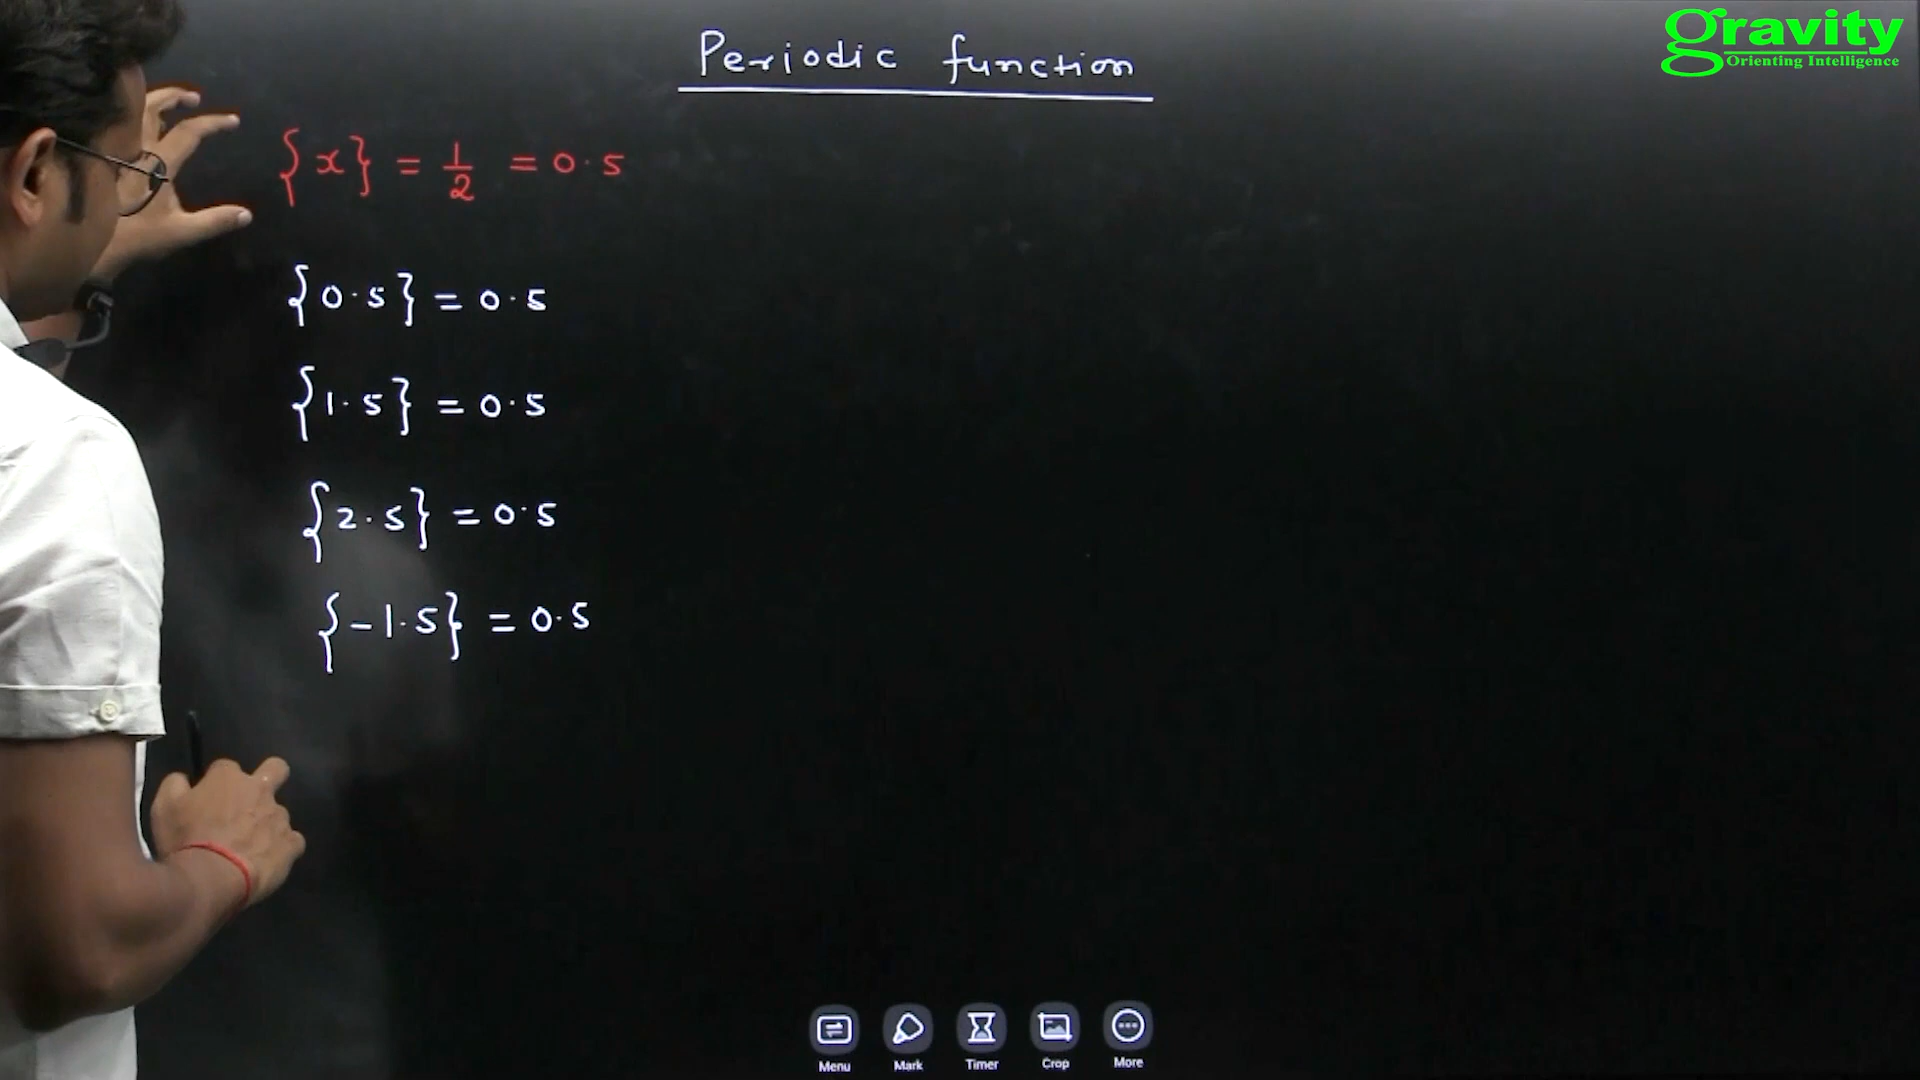 Periodic function
gravity
Orienting Intelligence
{x} = 1/2 = 0.5
{0.5} = 0.5
{1.5} = 0.5
{2.5} = 0.5
{-1.5} = 0.5
Menu Mark Timer Crop More